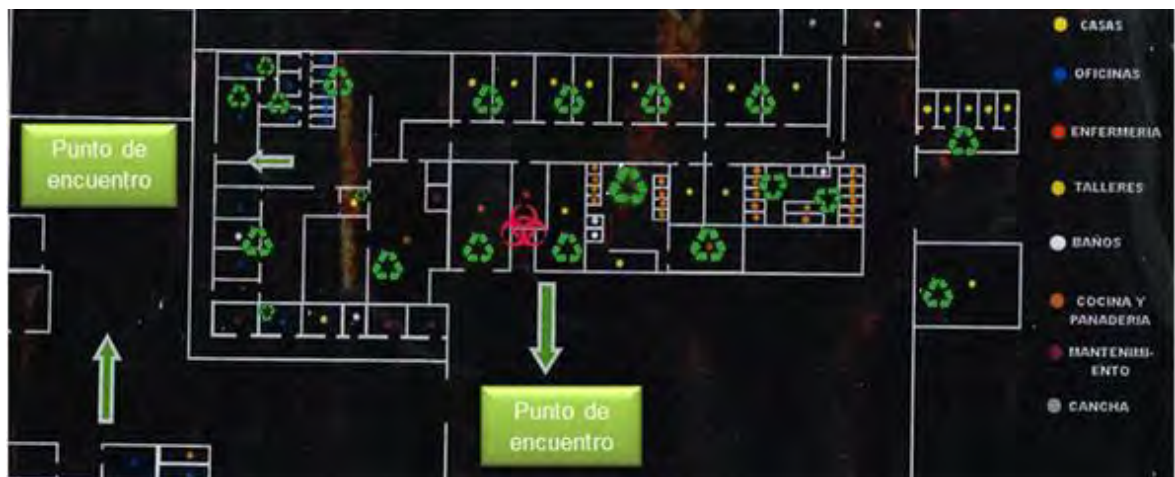 CASAS
OFICINAS
ENFERMERIA
TALLERES
BAÑOS
COCINA Y
PANADERIA
MANTENIMI-
ENTO
CANCHA
Punto de
encuentro
Punto de
encuentro